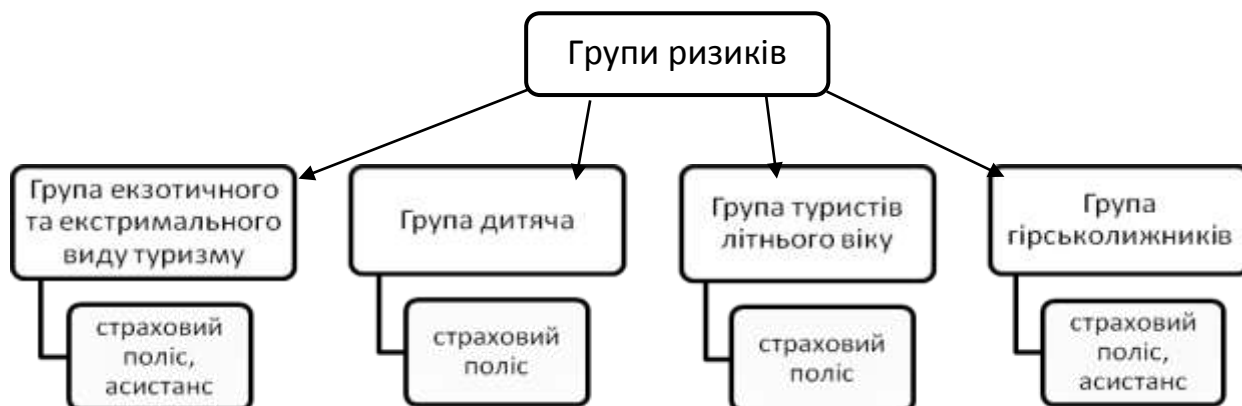 Групи ризиків
Група екзотичного
та екстримального
виду туризму
Група дитяча
Група туристів
літнього віку
Група
гірськолижників
страховий
поліс,
асистанс
страховий
поліс
страховий
поліс
страховий
поліс,
асистанс